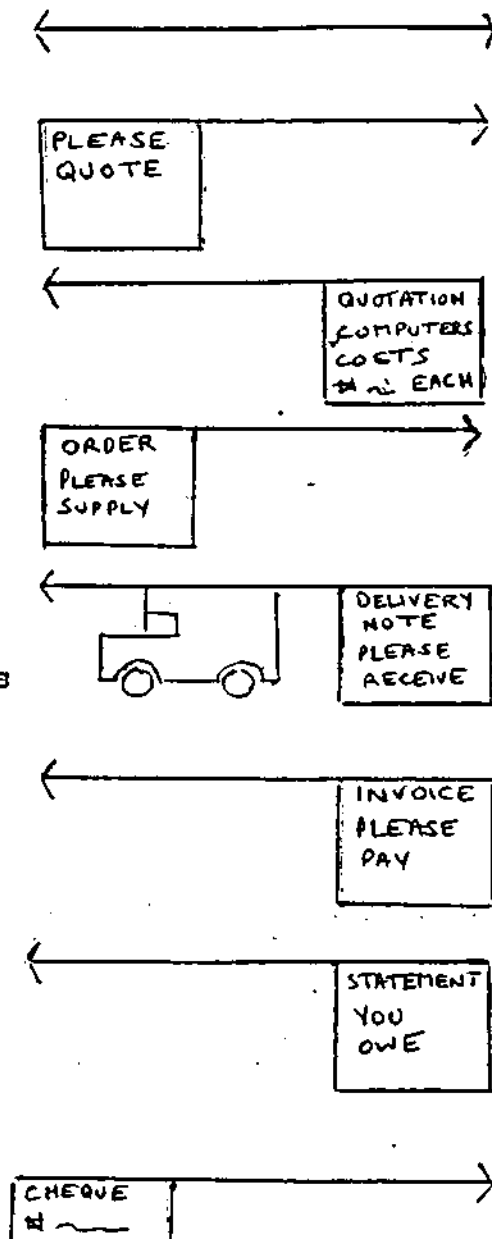 PLEASE
QUOTE
QUOTATION
COMPUTERS
COSTS
EACH
ORDER
PLEASE
SUPPLY
DELIVERY
NOTE
PLEASE
RECEIVE
S
INVOICE
PLEASE
PAY
STATEMENT
YOU
OWE
CHEQUE